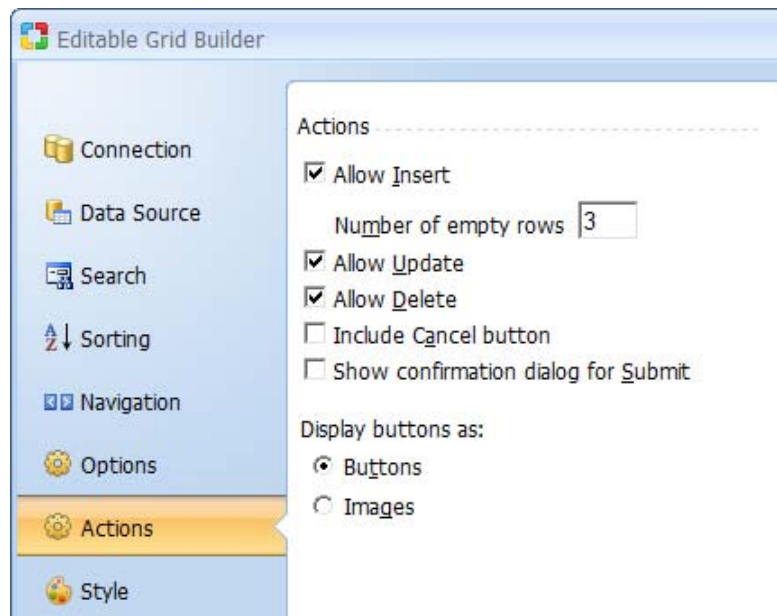 Editable Grid Builder
Connection
Data Source
Search
Sorting
Navigation
Options
Actions
Style
Actions
Allow Insert
Number of empty rows 3
Allow Update
Allow Delete
Include Cancel button
Show confirmation dialog for Submit
Display buttons as:
Buttons
Images